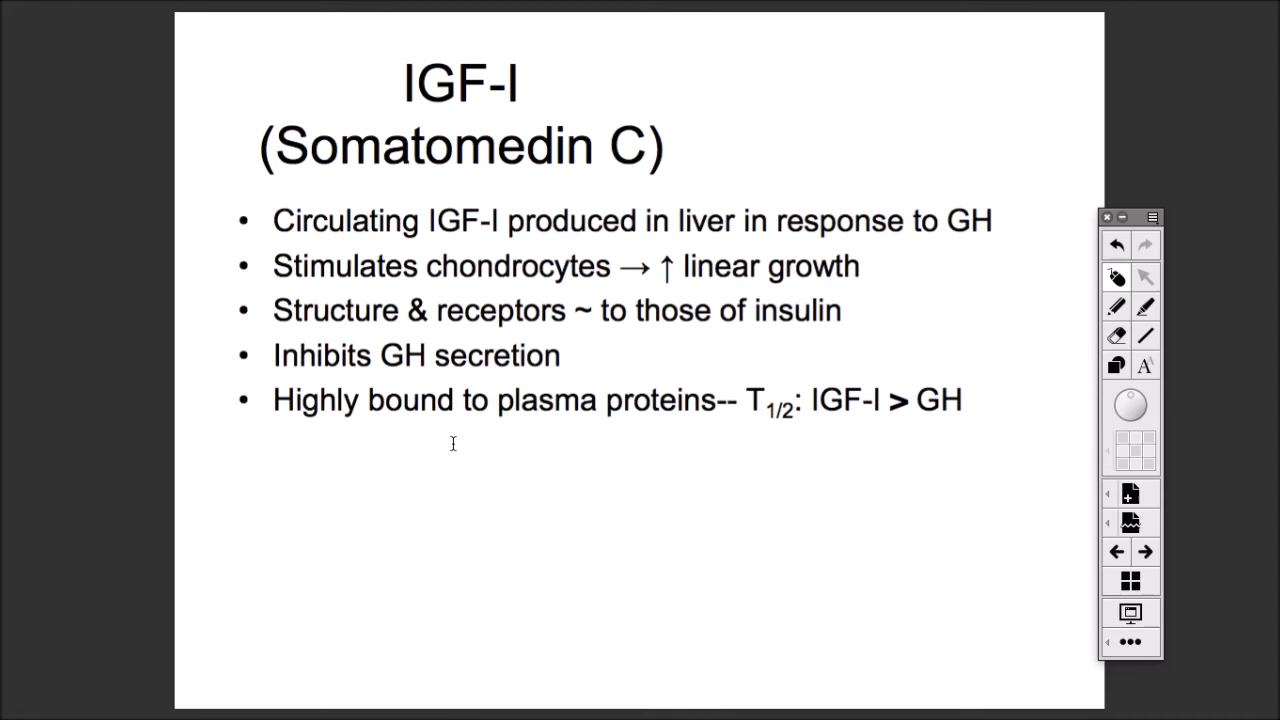 IGF-I
(Somatomedin C)
• Circulating IGF-I produced in liver in response to GH
• Stimulates chondrocytes → ↑ linear growth
• Structure & receptors ~ to those of insulin
• Inhibits GH secretion
• Highly bound to plasma proteins-- T1/2: IGF-I > GH